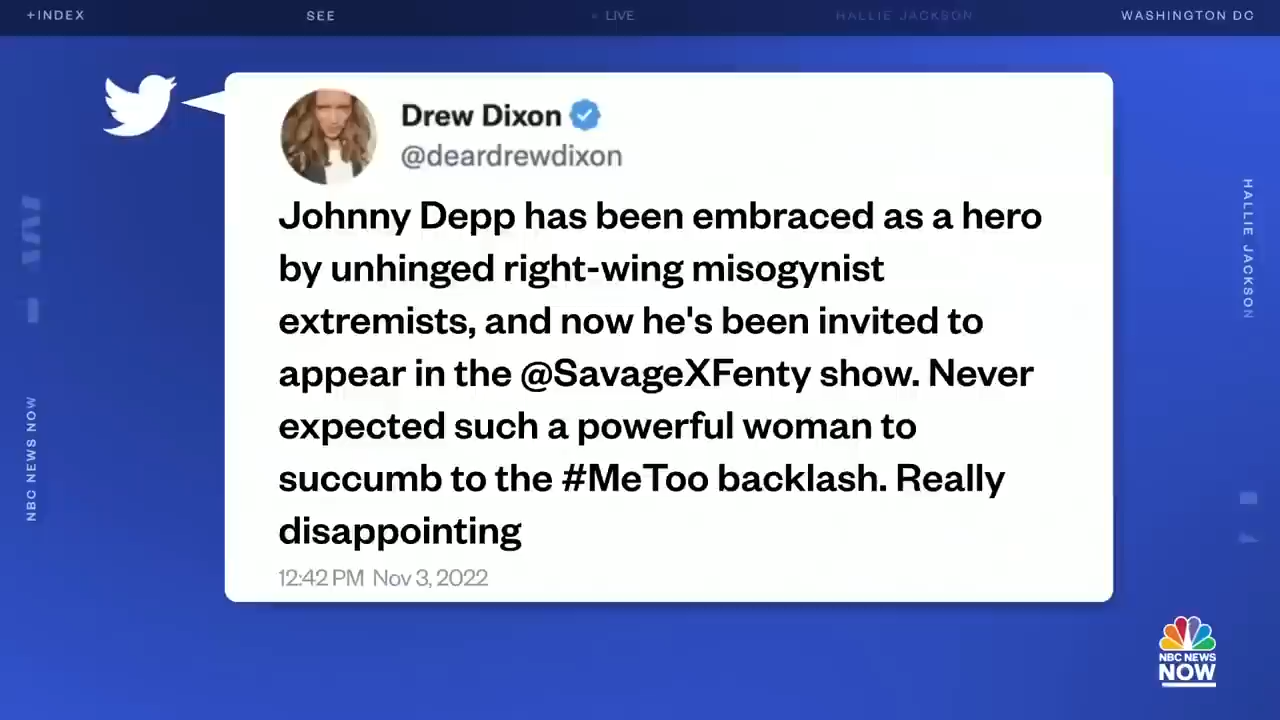 +INDEX
SEE
LIVE
HALLIE JACKSON
WASHINGTON DC
Drew Dixon
@deardrewdixon
Johnny Depp has been embraced as a hero
by unhinged right-wing misogynist
extremists, and now he's been invited to
appear in the @SavageXFenty show. Never
expected such a powerful woman to
succumb to the #MeToo backlash. Really
disappointing
12:42 PM Nov 3, 2022
NBC NEWS NOW
HALLIE JACKSON
NBC NEWS
NOW